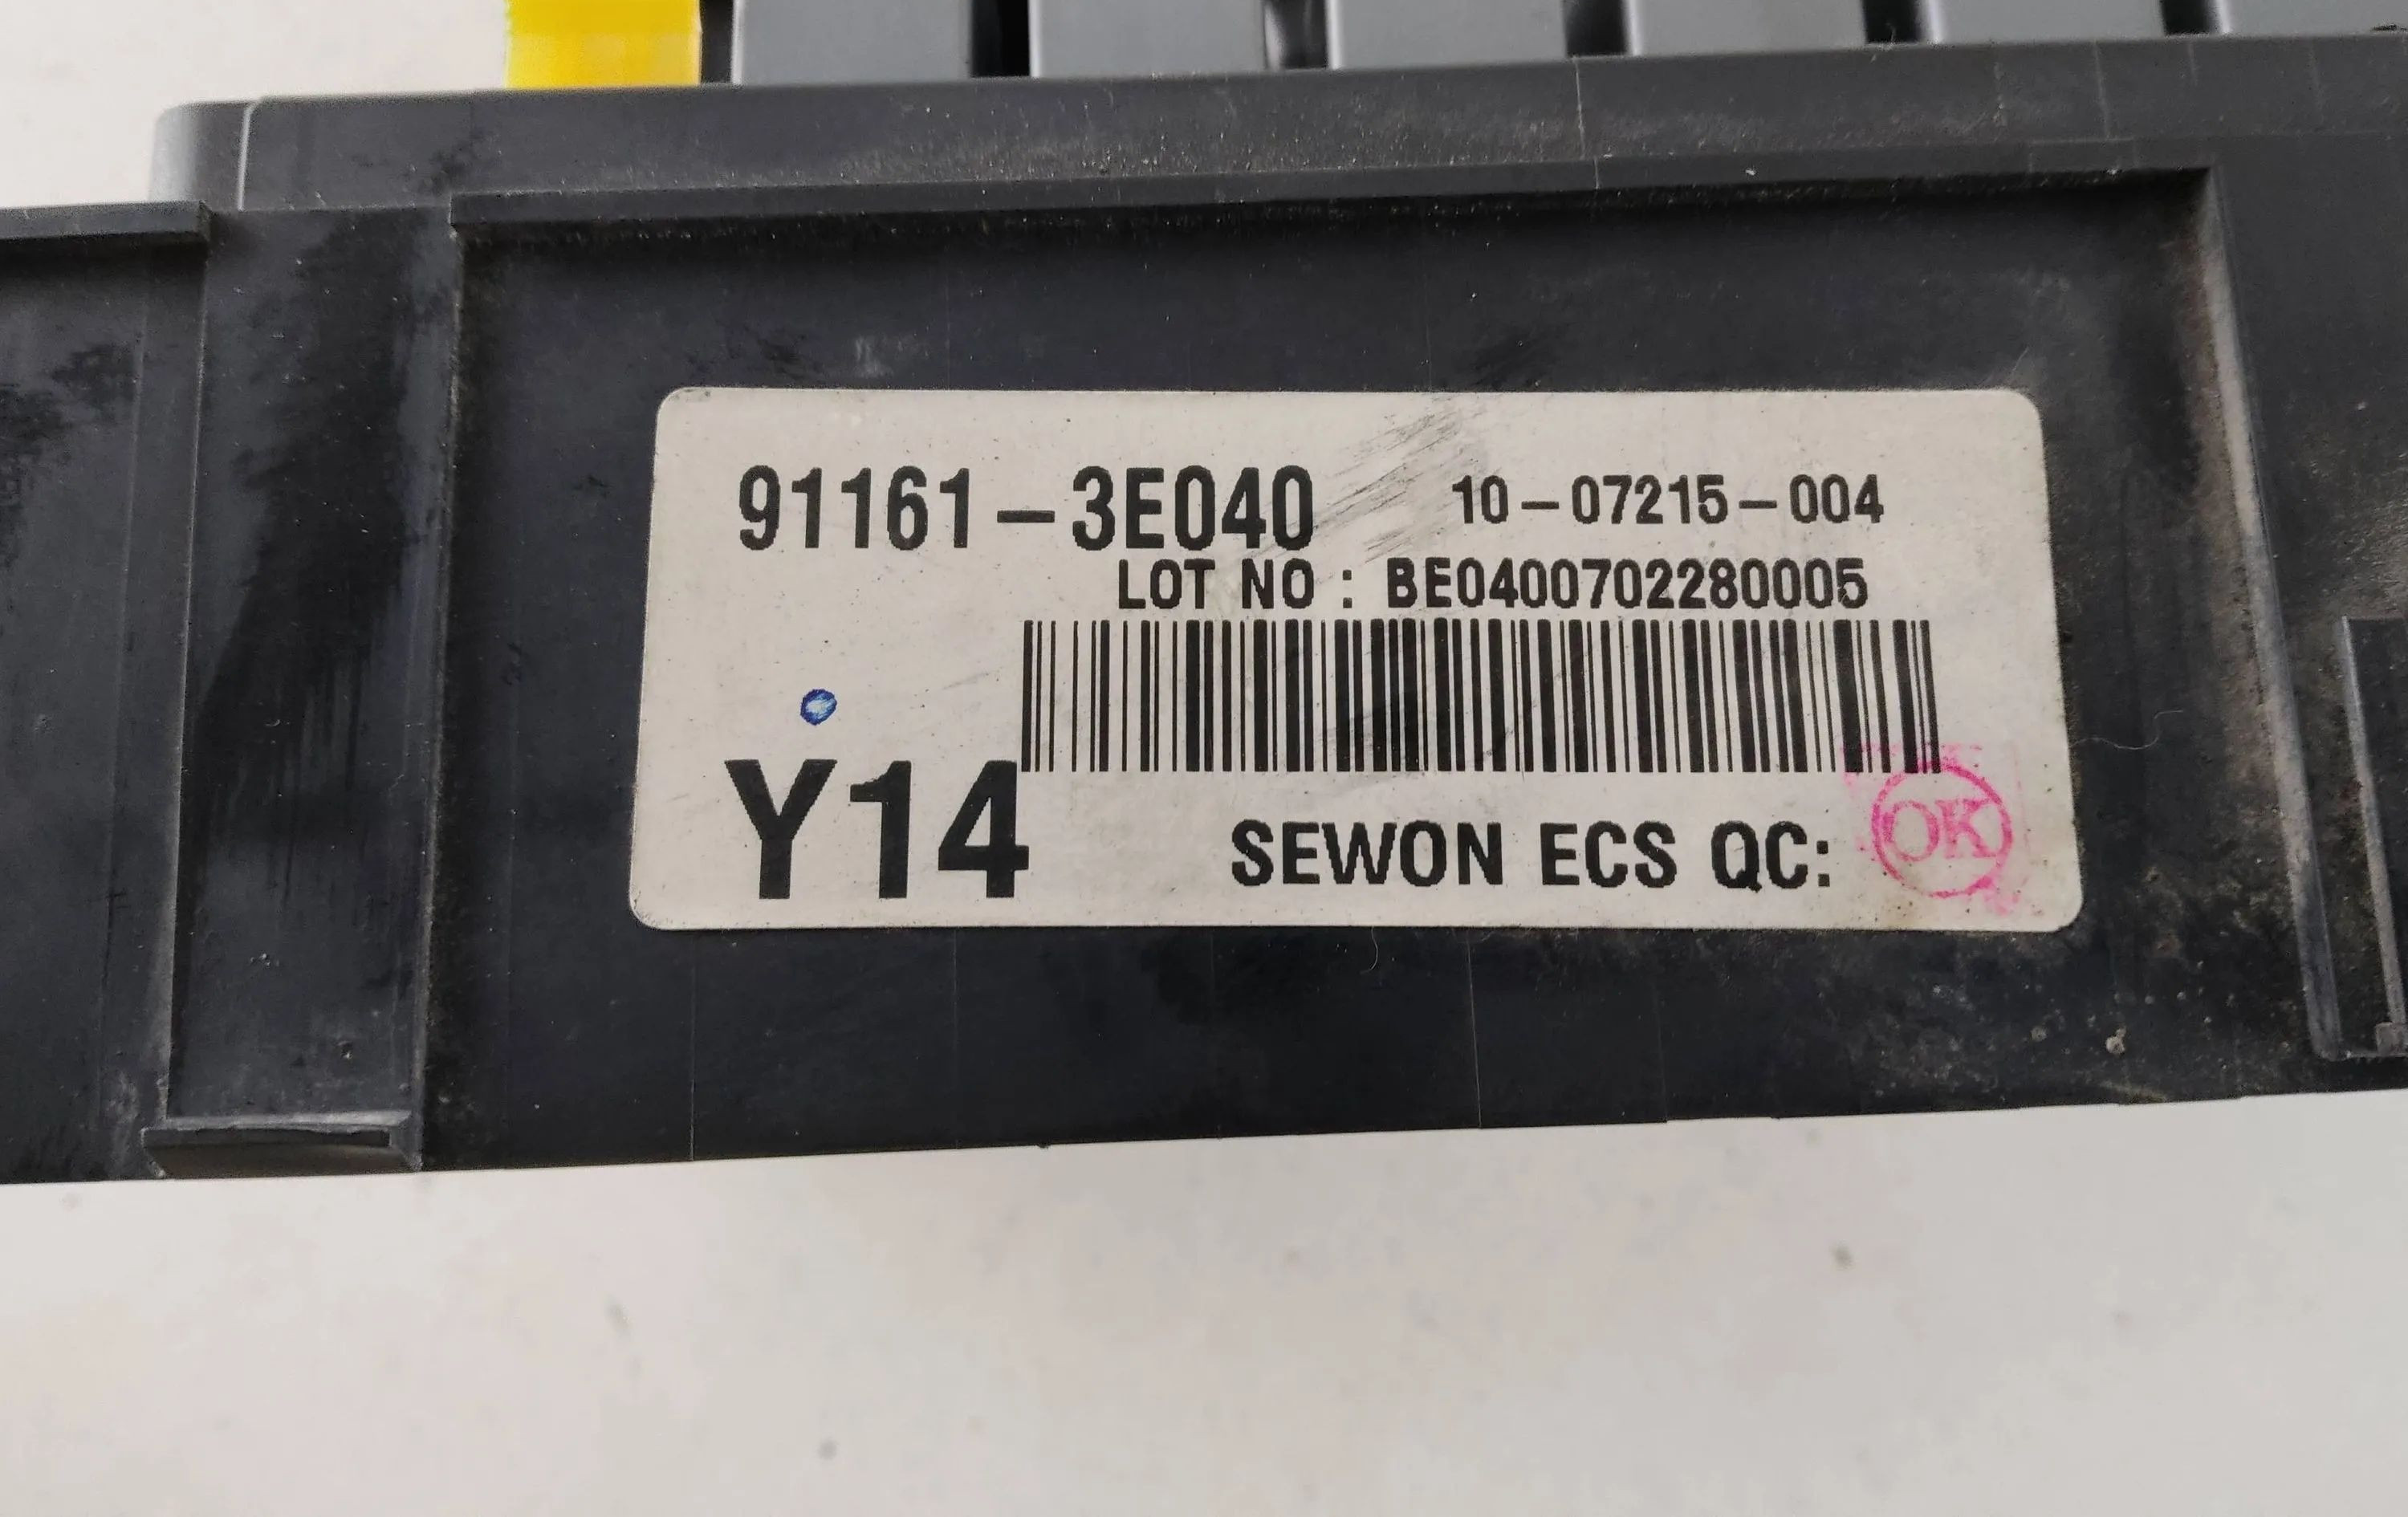 91161-3E040 10-07215-004
LOT NO : BE0400702280005
Y14
SEWON ECS QC: OK